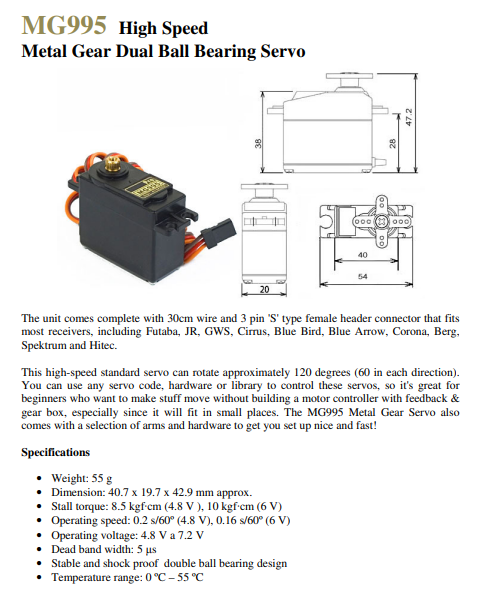 MG995 High Speed
Metal Gear Dual Ball Bearing Servo
38
28
47.2
20
40
54
The unit comes complete with 30cm wire and 3 pin 'S' type female header connector that fits
most receivers, including Futaba, JR, GWS, Cirrus, Blue Bird, Blue Arrow, Corona, Berg,
Spektrum and Hitec.
This high-speed standard servo can rotate approximately 120 degrees (60 in each direction).
You can use any servo code, hardware or library to control these servos, so it's great for
beginners who want to make stuff move without building a motor controller with feedback &
gear box, especially since it will fit in small places. The MG995 Metal Gear Servo also
comes with a selection of arms and hardware to get you set up nice and fast!
Specifications
• Weight: 55 g
• Dimension: 40.7 x 19.7 x 42.9 mm approx.
• Stall torque: 8.5 kgf·cm (4.8 V ), 10 kgf·cm (6 V)
• Operating speed: 0.2 s/60º (4.8 V), 0.16 s/60º (6 V)
• Operating voltage: 4.8 V a 7.2 V
• Dead band width: 5 µs
• Stable and shock proof double ball bearing design
• Temperature range: 0 ºC – 55 ºC